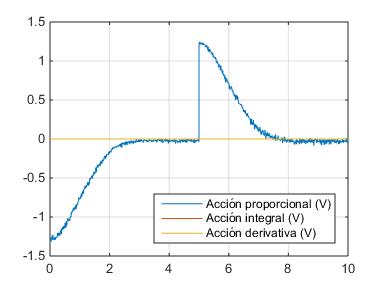 1.5
1
0.5
0
-0.5
-1
-1.5
0 2 4 6 8 10
Acción proporcional (V)
Acción integral (V)
Acción derivativa (V)